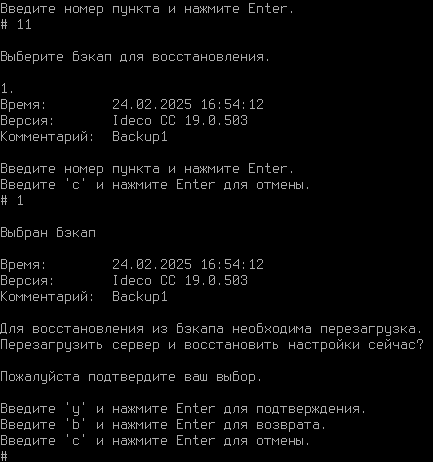 Введите номер пункта и нажмите Enter.
# 11
Выберите бэкап для восстановления.
1.
Время: 24.02.2025 16:54:12
Версия: Ideco CC 19.0.503
Комментарий: Backup1
Введите номер пункта и нажмите Enter.
Введите 'c' и нажмите Enter для отмены.
# 1
Выбран бэкап
Время: 24.02.2025 16:54:12
Версия: Ideco CC 19.0.503
Комментарий: Backup1
Для восстановления из бэкапа необходима перезагрузка.
Перезагрузить сервер и восстановить настройки сейчас?
Пожалуйста подтвердите ваш выбор.
Введите 'y' и нажмите Enter для подтверждения.
Введите 'b' и нажмите Enter для возврата.
Введите 'c' и нажмите Enter для отмены.
#